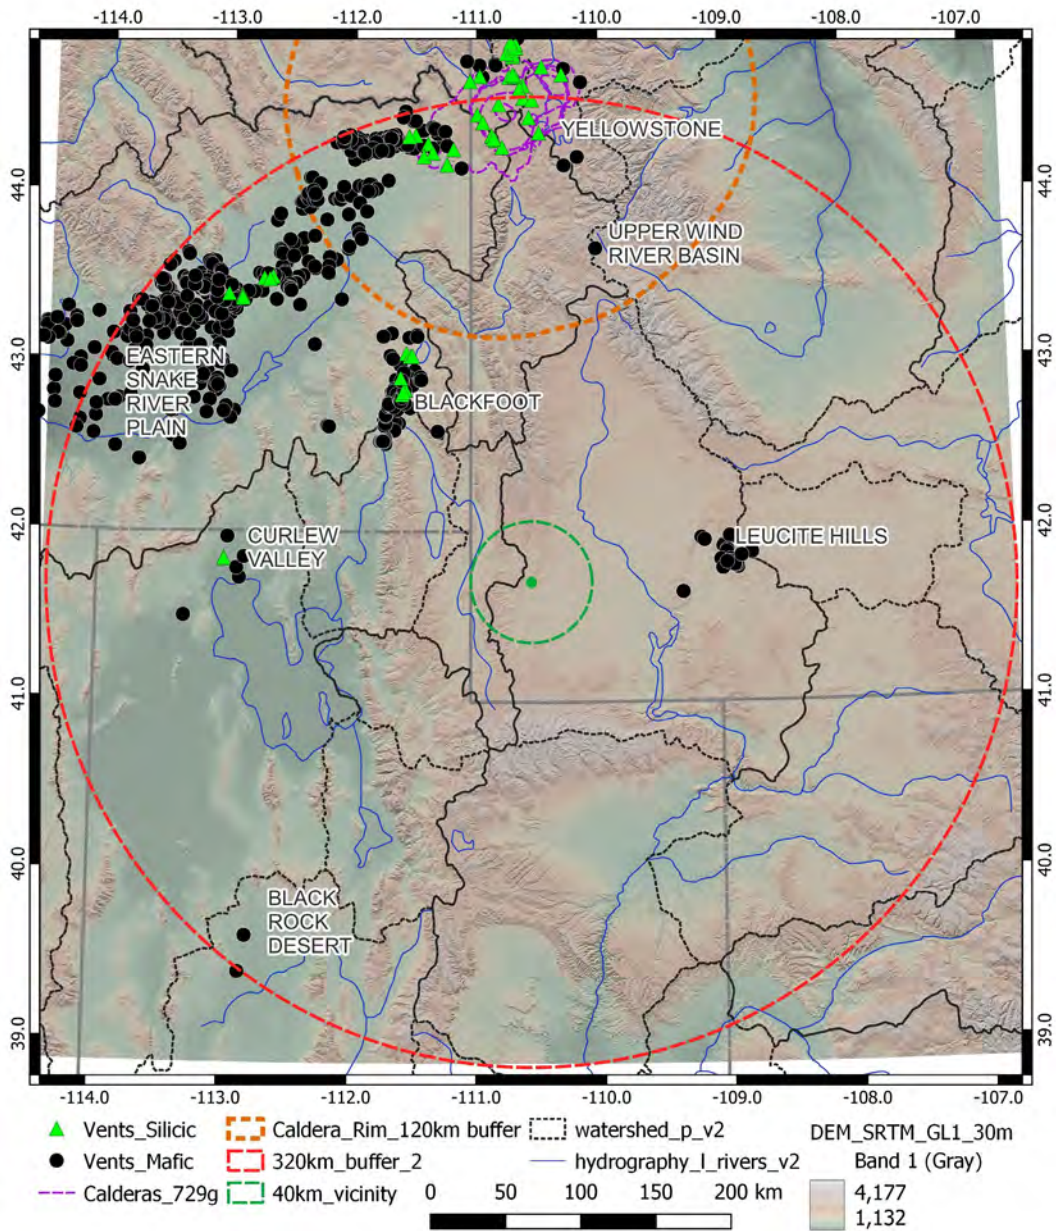 -114.0 -113.0 -112.0 -111.0 -110.0 -109.0 -108.0 -107.0
YELLOWSTONE
44.0 44.0
UPPER WIND
RIVER BASIN
43.0 43.0
EASTERN
SNAKE
RIVER
PLAIN
BLACKFOOT
42.0 42.0
CURLEW
VALLEY
LEUCITE HILLS
41.0 41.0
40.0 40.0
BLACK
ROCK
DESERT
39.0 39.0
-114.0 -113.0 -112.0 -111.0 -110.0 -109.0 -108.0 -107.0
Vents_Silicic Caldera_Rim_120km buffer watershed_p_v2 DEM_SRTM_GL1_30m
Vents_Mafic 320km_buffer_2 hydrography_l_rivers_v2 Band 1 (Gray)
Calderas_729g 40km_vicinity 0 50 100 150 200 km 4,177
1,132